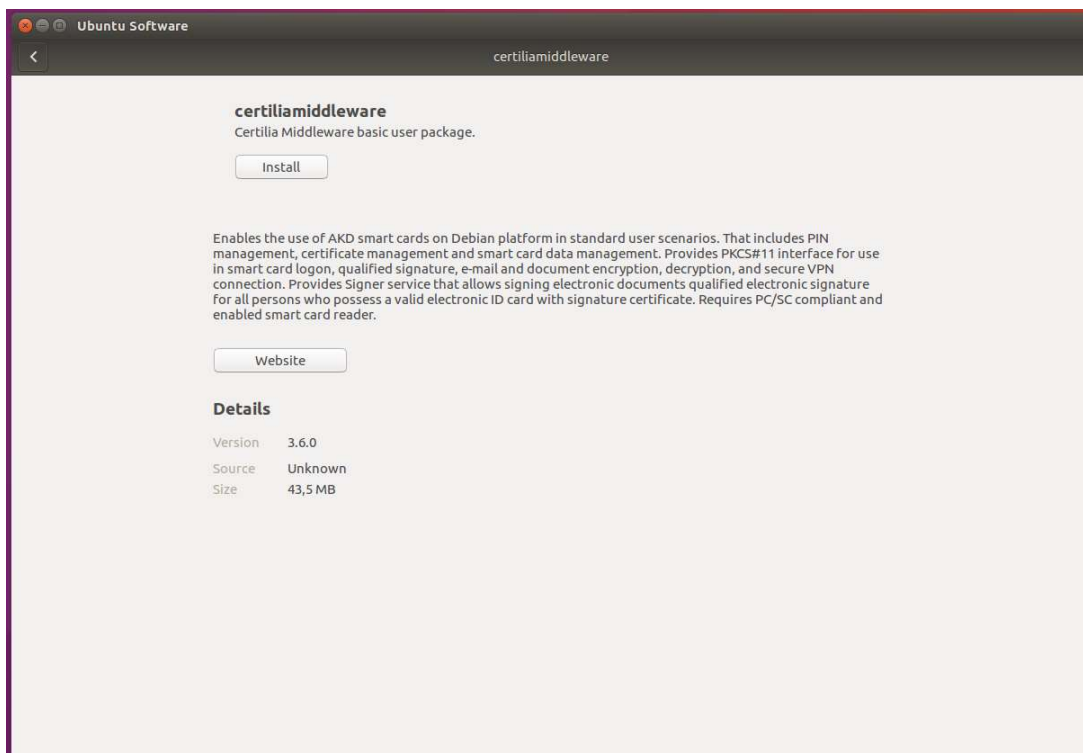 Ubuntu Software
certiliamiddleware
certiliamiddleware
Certilia Middleware basic user package.
Install
Enables the use of AKD smart cards on Debian platform in standard user scenarios. That includes PIN
management, certificate management and smart card data management. Provides PKCS#11 interface for use
in smart card logon, qualified signature, e-mail and document encryption, decryption, and secure VPN
connection. Provides Signer service that allows signing electronic documents qualified electronic signature
for all persons who possess a valid electronic ID card with signature certificate. Requires PC/SC compliant and
enabled smart card reader.
Website
Details
Version 3.6.0
Source Unknown
Size 43,5 MB